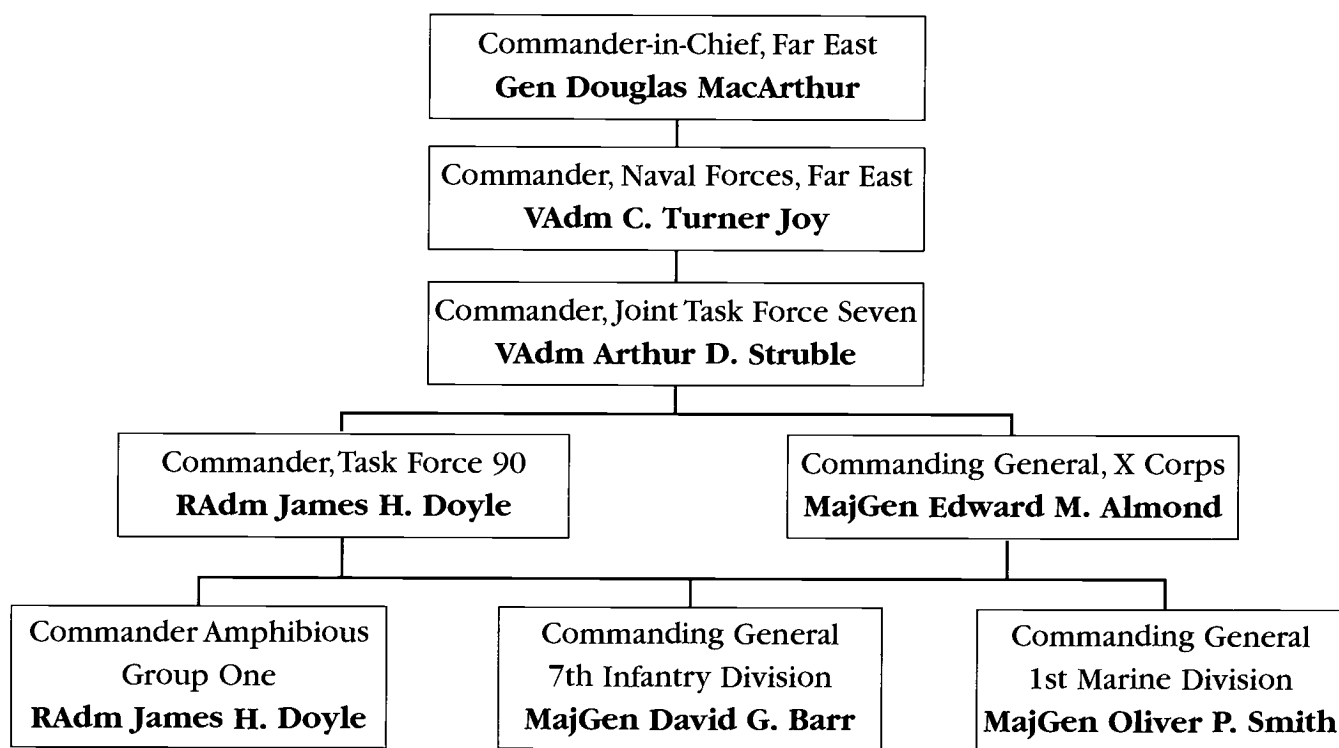 Commander-in-Chief, Far East
Gen Douglas MacArthur
Commander, Naval Forces, Far East
VAdm C. Turner Joy
Commander, Joint Task Force Seven
VAdm Arthur D. Struble
Commander, Task Force 90
RAdm James H. Doyle
Commanding General, X Corps
MajGen Edward M. Almond
Commander Amphibious
Group One
RAdm James H. Doyle
Commanding General
7th Infantry Division
MajGen David G. Barr
Commanding General
1st Marine Division
MajGen Oliver P. Smith